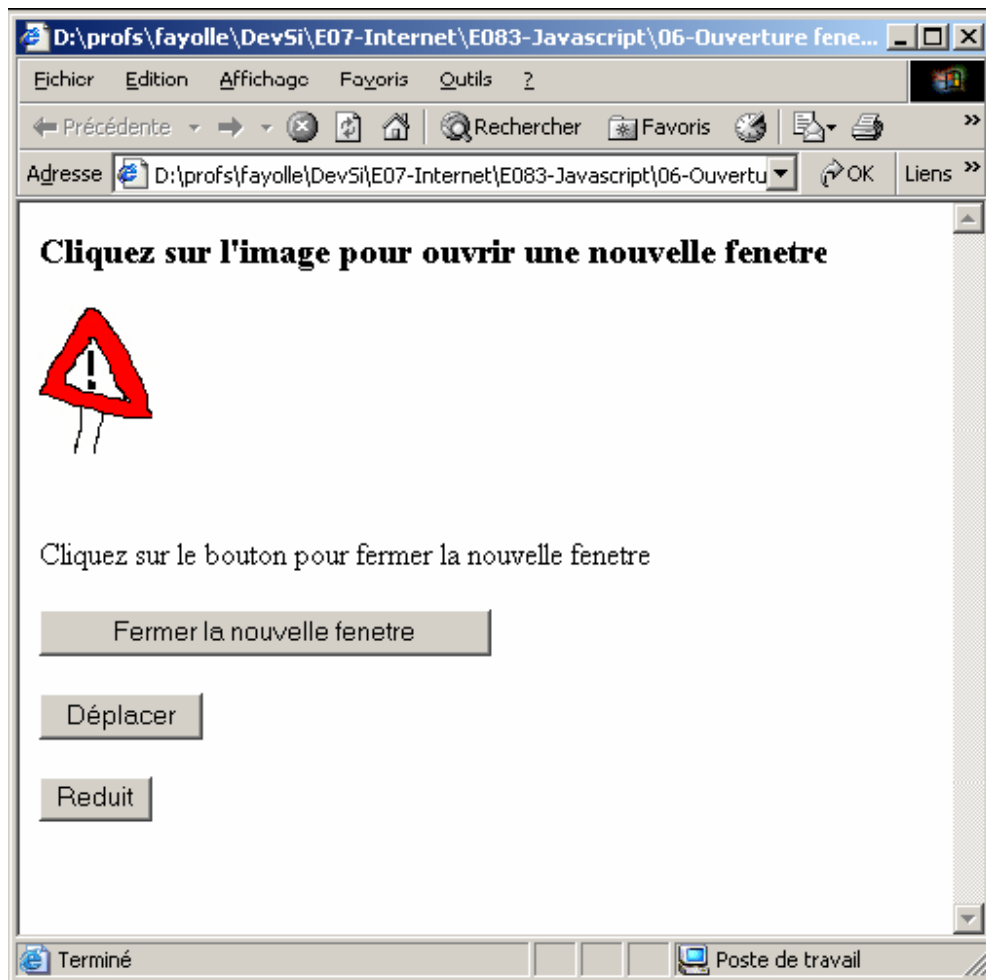 D:\profs\fayolle\DevSi\E07-Internet\E083-Javascript\06-Ouverture fene...
Fichier Edition Affichage Favoris Outils ?
Précédente Rechercher Favoris »
Adresse D:\profs\fayolle\DevSi\E07-Internet\E083-Javascript\06-Ouvertu OK Liens »
Cliquez sur l'image pour ouvrir une nouvelle fenetre
!
Cliquez sur le bouton pour fermer la nouvelle fenetre
Fermer la nouvelle fenetre
Déplacer
Reduit
Terminé Poste de travail